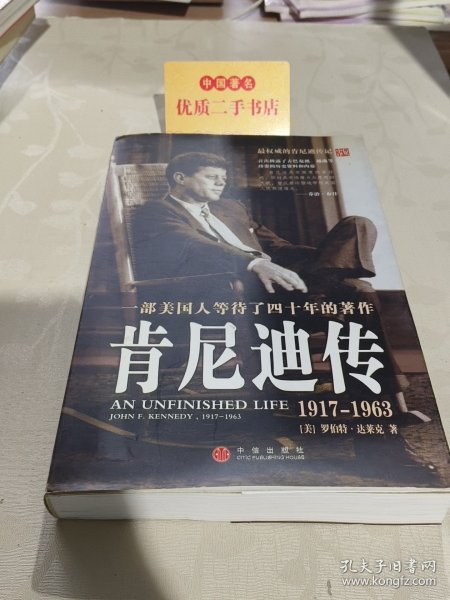 中国著名
优质二手书店
最权威的肯尼迪传记
一部美国人等待了四十年的著作
肯尼迪传
AN UNFINISHED LIFE 1917-1963
JOHN F. KENNEDY, 1917-1963
[美] 罗伯特·达莱克 著
中信出版社
CITIC PUBLISHING HOUSE
孔夫子旧书网
www.kongfz.com